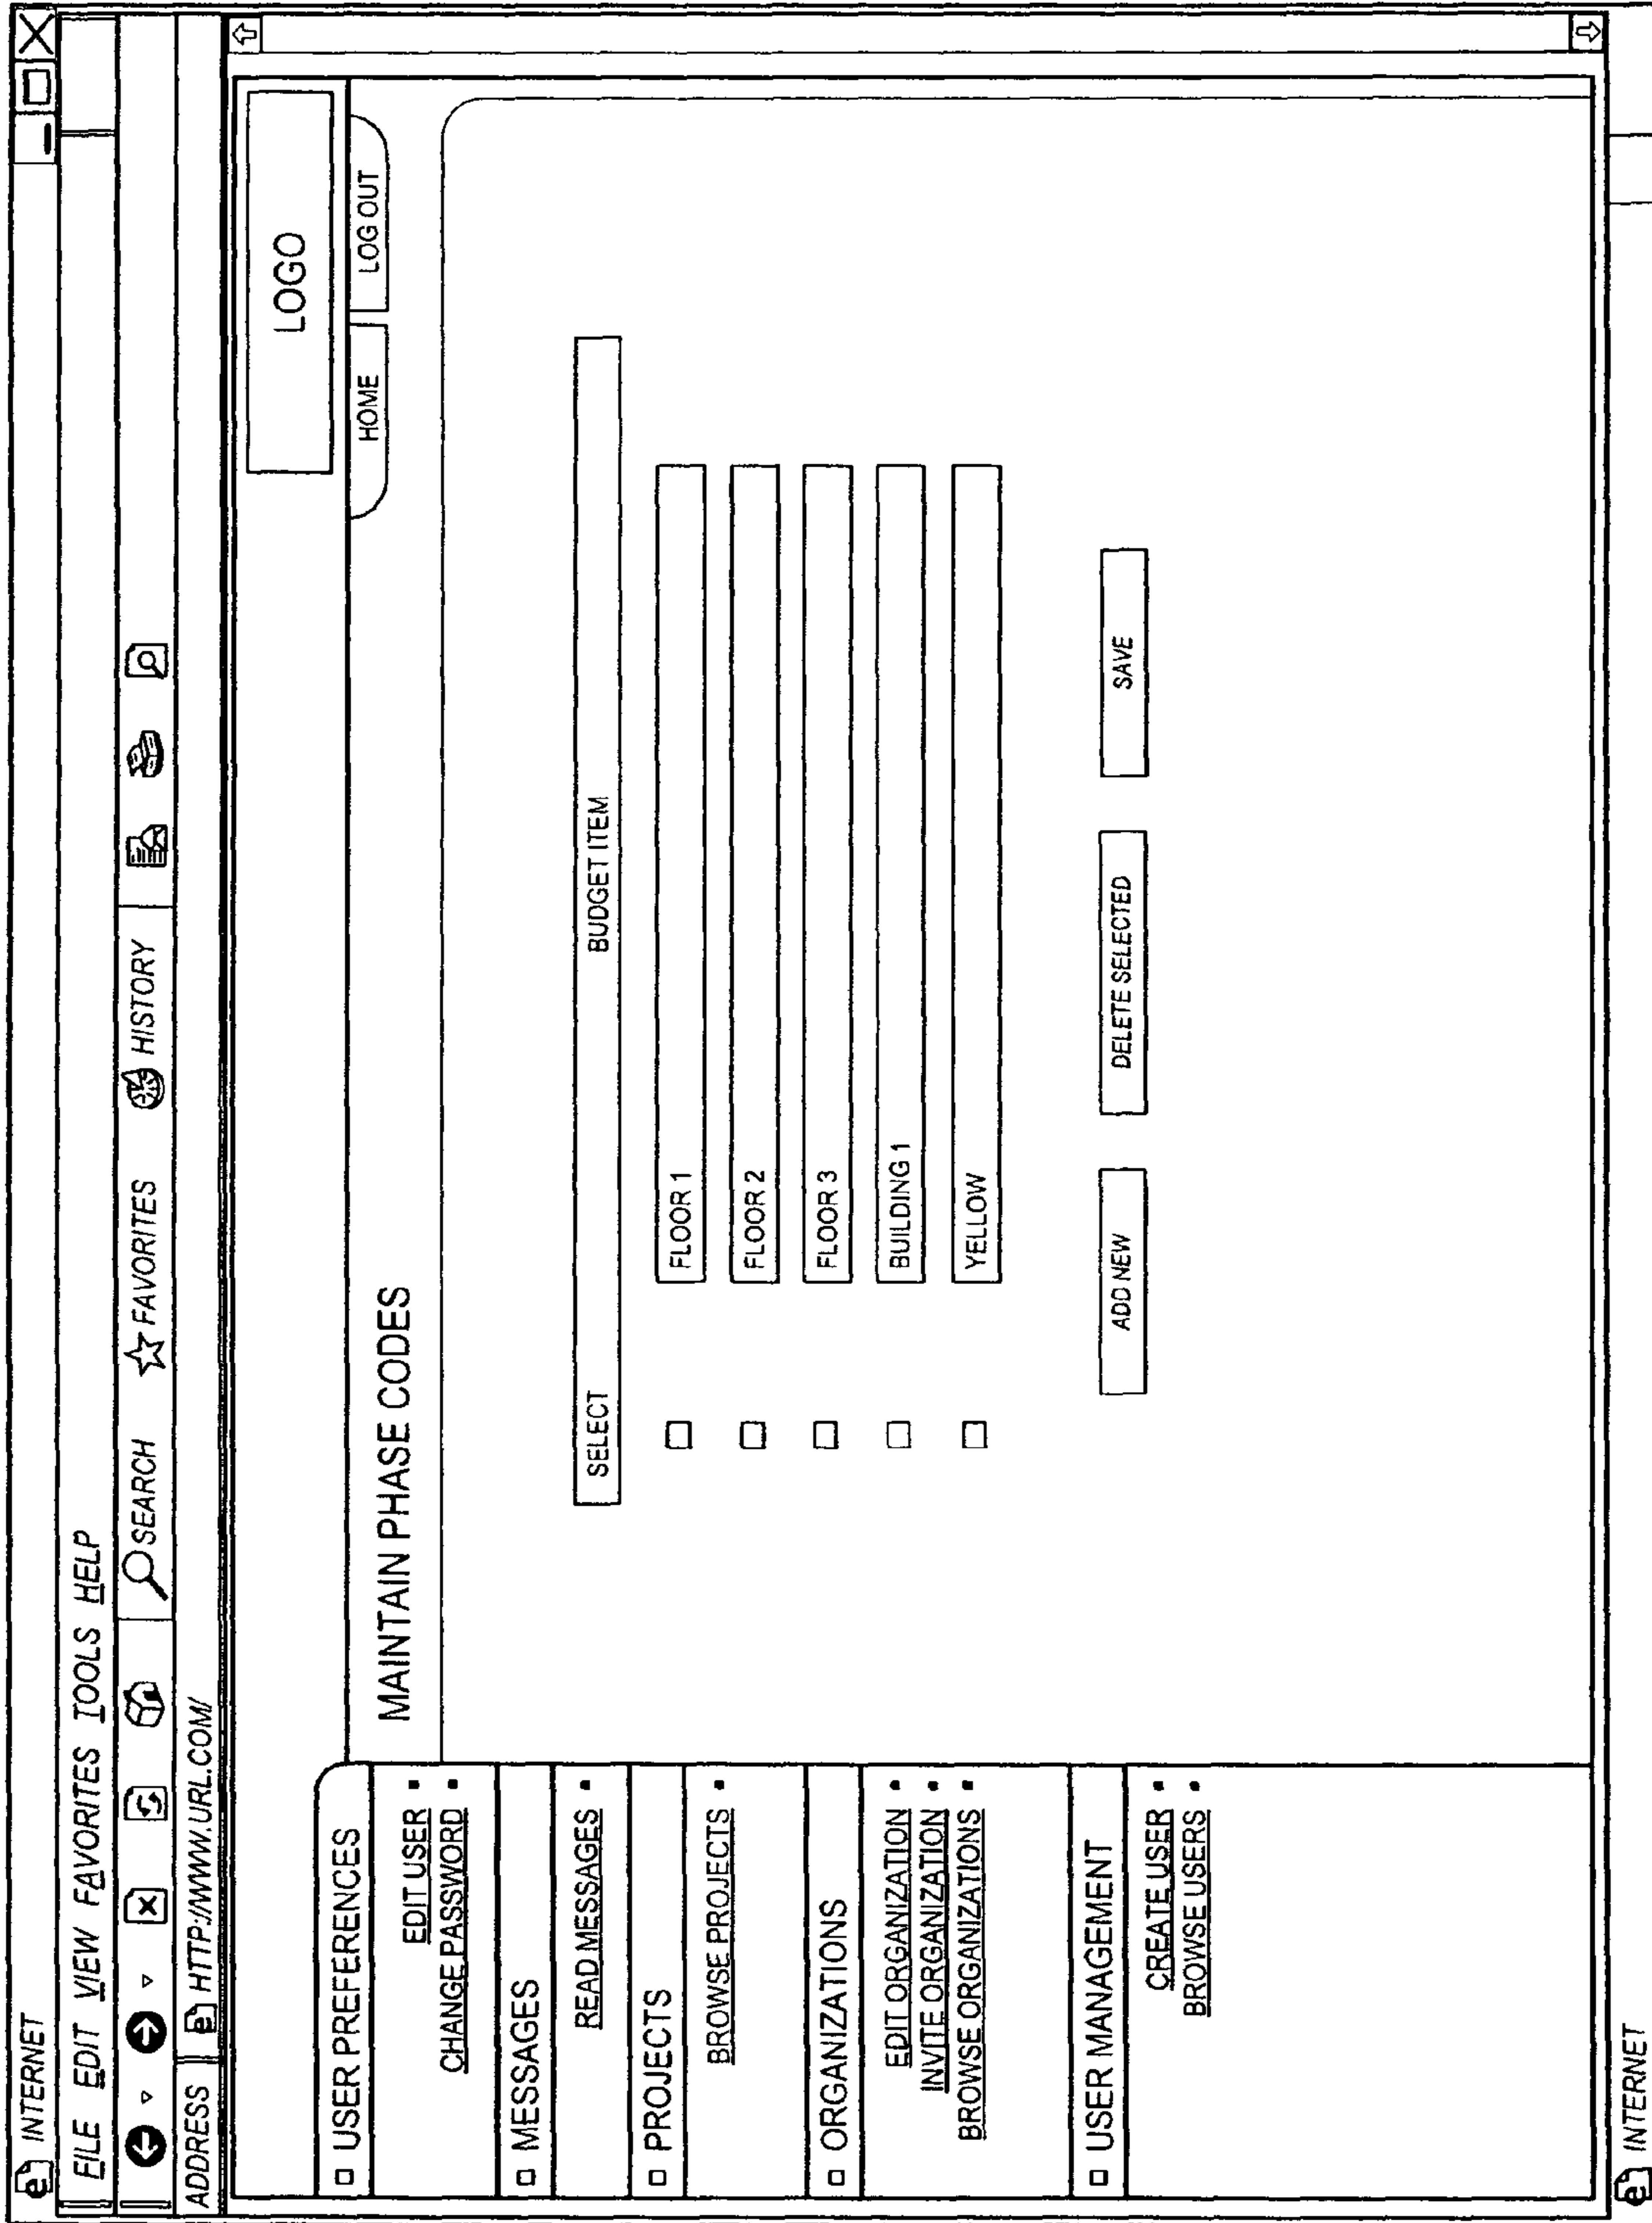 INTERNET
FILE EDIT VIEW FAVORITES TOOLS HELP
SEARCH FAVORITES HISTORY
ADDRESS HTTP://WWW.URL.COM/
LOGO
HOME LOG OUT
USER PREFERENCES
EDIT USER
CHANGE PASSWORD
MESSAGES
READ MESSAGES
PROJECTS
BROWSE PROJECTS
ORGANIZATIONS
EDIT ORGANIZATION
INVITE ORGANIZATION
BROWSE ORGANIZATIONS
USER MANAGEMENT
CREATE USER
BROWSE USERS
MAINTAIN PHASE CODES
SELECT BUDGET ITEM
FLOOR 1
FLOOR 2
FLOOR 3
BUILDING 1
YELLOW
ADD NEW DELETE SELECTED SAVE
INTERNET